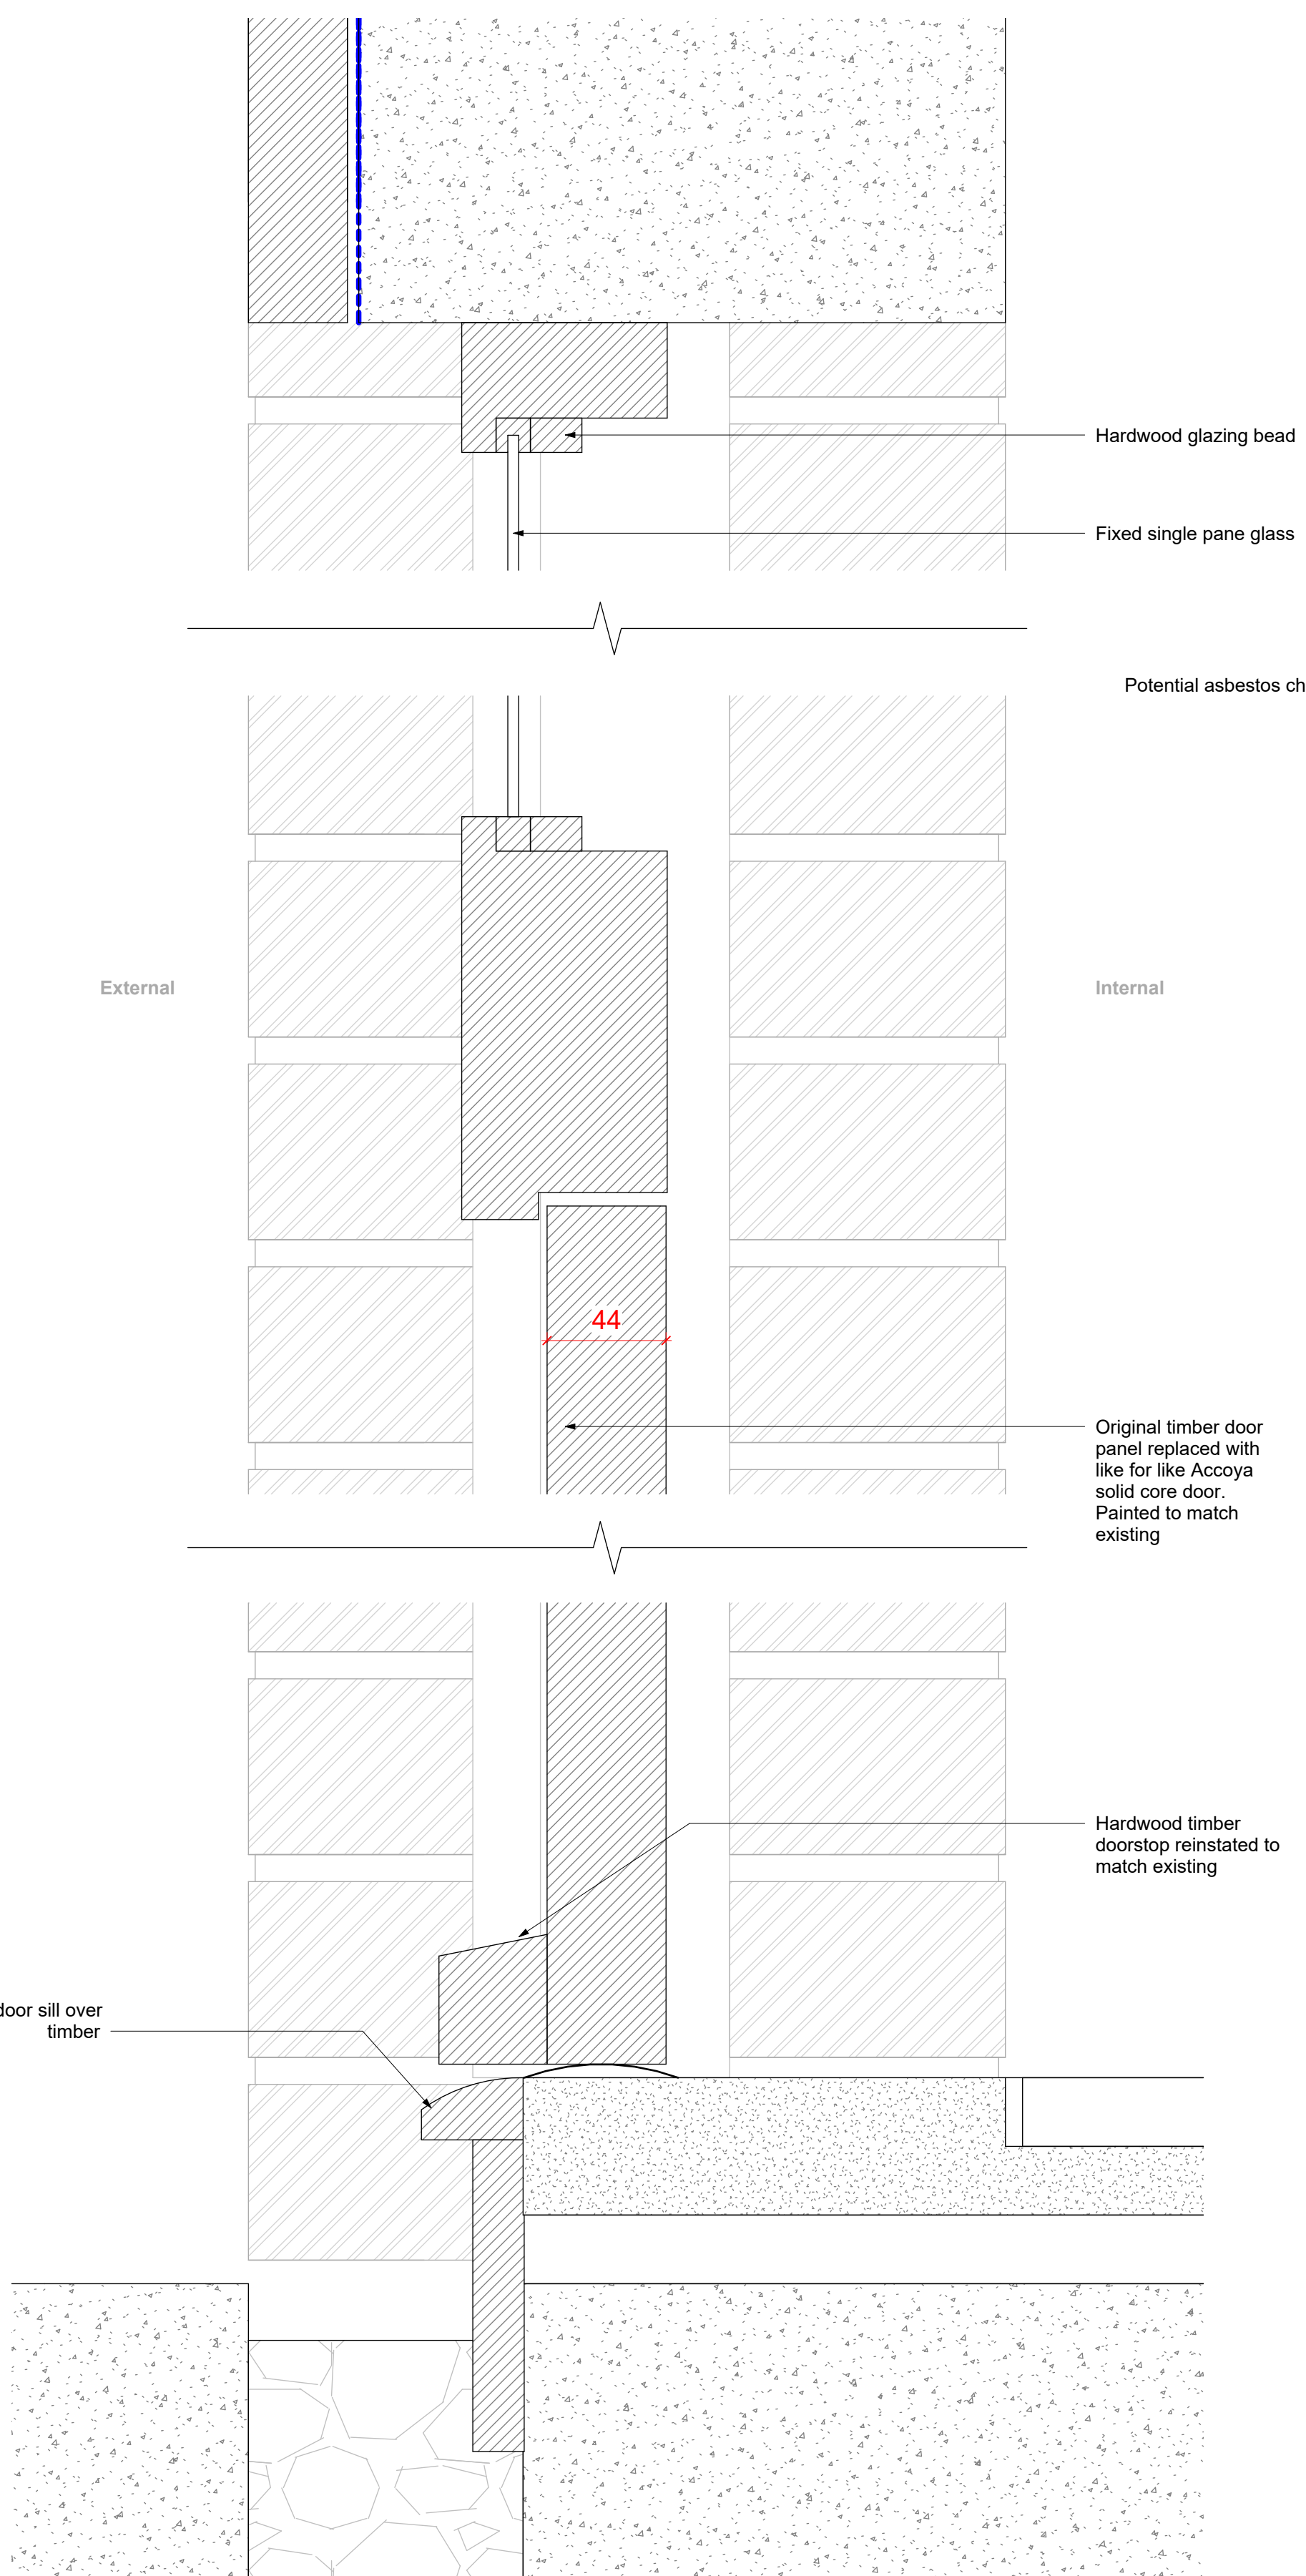 Hardwood glazing bead
Fixed single pane glass
Potential asbestos ch
External
Internal
44
Original timber door
panel replaced with
like for like Accoya
solid core door.
Painted to match
existing
Hardwood timber
doorstop reinstated to
match existing
door sill over
timber